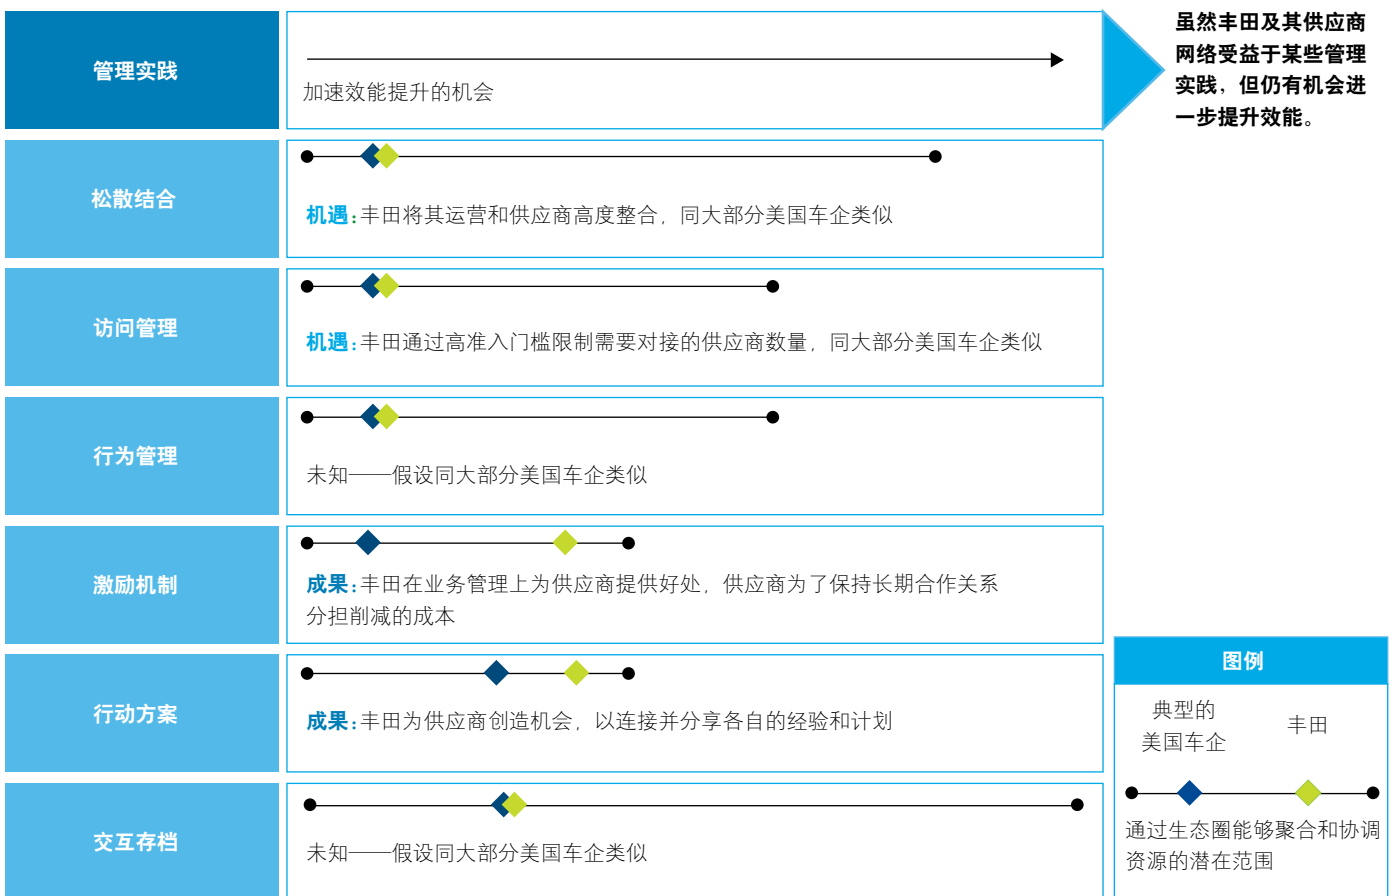 管理实践
加速效能提升的机会
虽然丰田及其供应商
网络受益于某些管理
实践，但仍有机会进
一步提升效能。
松散结合
机遇：丰田将其运营和供应商高度整合，同大部分美国车企类似
访问管理
机遇：丰田通过高准入门槛限制需要对接的供应商数量，同大部分美国车企类似
行为管理
未知——假设同大部分美国车企类似
激励机制
成果：丰田在业务管理上为供应商提供好处，供应商为了保持长期合作关系
分担削减的成本
行动方案
成果：丰田为供应商创造机会，以连接并分享各自的经验和计划
交互存档
未知——假设同大部分美国车企类似
图例
典型的
美国车企
丰田
通过生态圈能够聚合和协调
资源的潜在范围